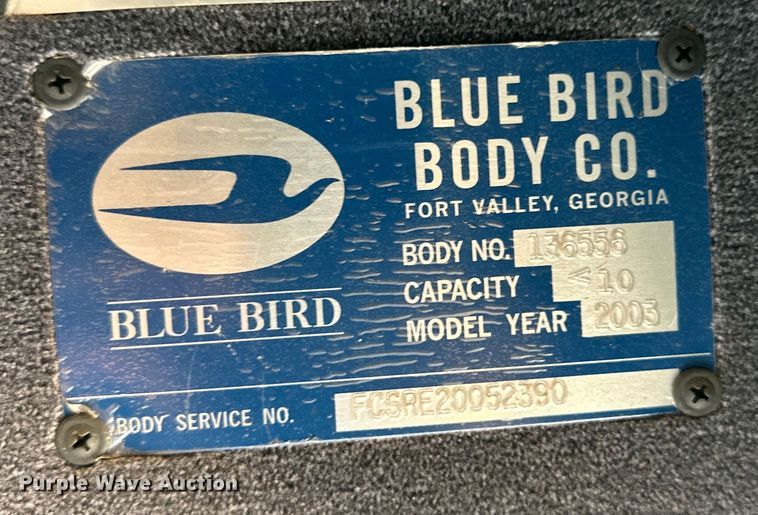 BLUE BIRD
BODY CO.
FORT VALLEY, GEORGIA
BODY NO. 136556
CAPACITY <10
MODEL YEAR 2003
BLUE BIRD
BODY SERVICE NO. FCSRE20052390
Purple Wave Auction